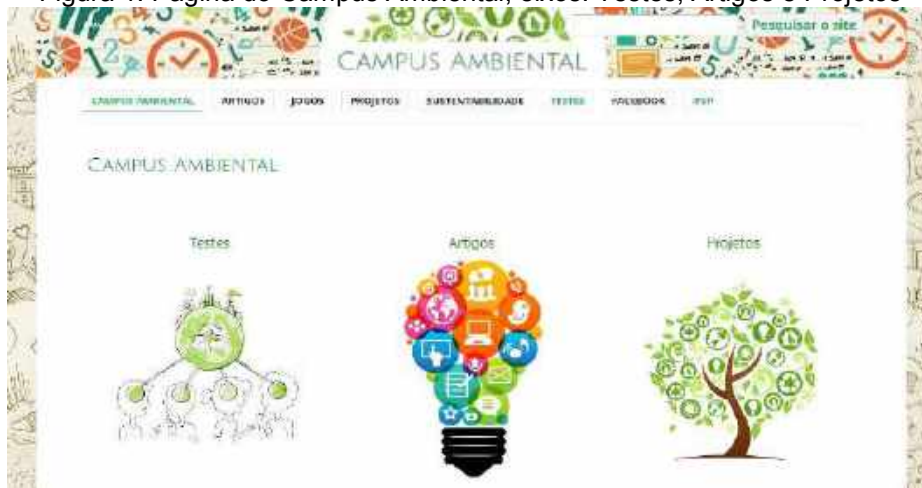 Pesquisar o site
CAMPUS AMBIENTAL
CAMPUS AMBIENTAL ARTIGOS JOGOS PROJETOS SUSTENTABILIDADE TESTES FACEBOOK
CAMPUS AMBIENTAL
Testes Artigos Projetos